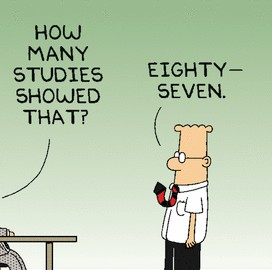 HOW
MANY
STUDIES
SHOWED
THAT?
EIGHTY-
SEVEN.